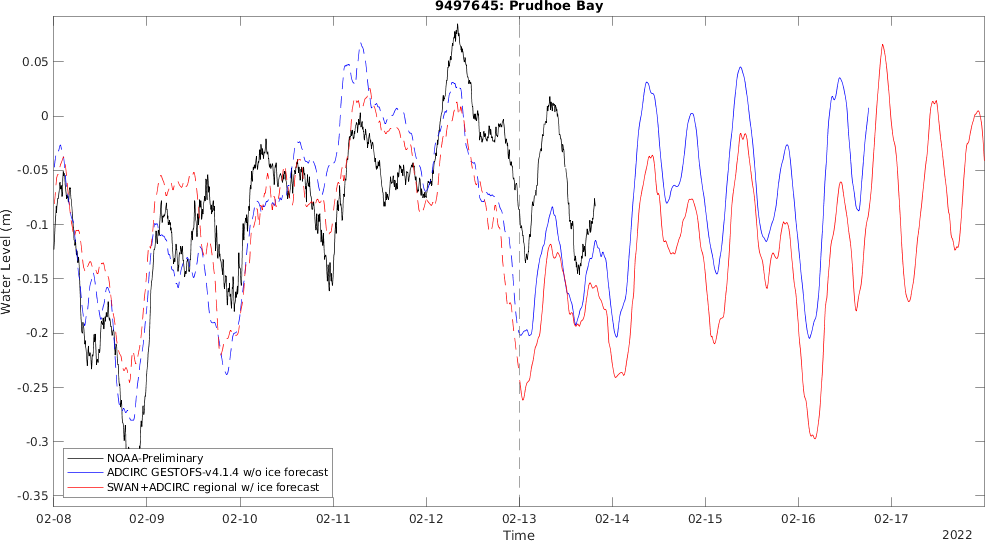 9497645: Prudhoe Bay
Water Level (m)
0.05
0
-0.05
-0.1
-0.15
-0.2
-0.25
-0.3
-0.35
NOAA-Preliminary
ADCIRC GESTOFS-v4.1.4 w/o ice forecast
SWAN+ADCIRC regional w/ ice forecast
02-08 02-09 02-10 02-11 02-12 02-13 02-14 02-15 02-16 02-17
Time
2022